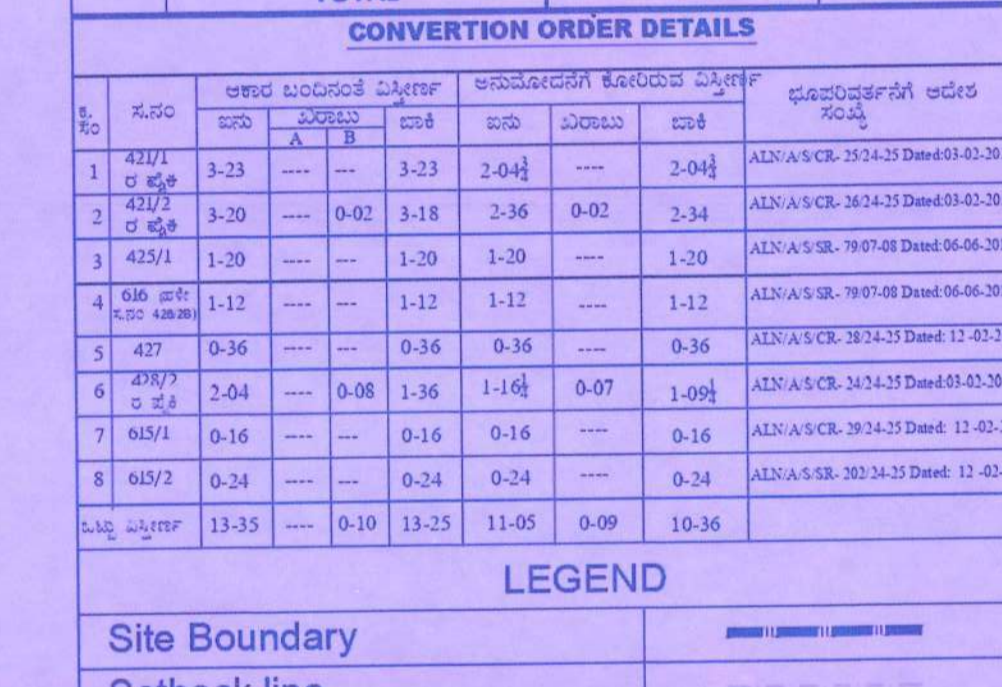 CONVERTION ORDER DETAILS
ಕ್ರ.ಸಂ ಸ.ನಂ ಆಕಾರ ಬಂದಿನಂತೆ ವಿಸ್ತೀರ್ಣ ಅನುಮೋದನೆಗೆ ಕೋರಿರುವ ವಿಸ್ತೀರ್ಣ ಭೂಪರಿವರ್ತನೆಗೆ ಆದೇಶ ಸಂಖ್ಯೆ
ಐನು ಖರಾಬು ಬಾಕಿ ಐನು ಖರಾಬು ಬಾಕಿ
A B
1 421/1 ರ ಪೈಕಿ 3-23 ---- --- 3-23 2-04¾ ---- 2-04¾ ALN/A/S/CR- 25/24-25 Dated:03-02-20
2 421/2 ರ ಪೈಕಿ 3-20 ---- 0-02 3-18 2-36 0-02 2-34 ALN/A/S/CR- 26/24-25 Dated:03-02-20
3 425/1 1-20 ---- --- 1-20 1-20 ---- 1-20 ALN/A/S/SR- 79/07-08 Dated:06-06-20
4 616 (ಹಳೇ ಸ.ನಂ 428/2B) 1-12 ---- --- 1-12 1-12 ---- 1-12 ALN/A/S/SR- 79/07-08 Dated:06-06-20
5 427 0-36 ---- --- 0-36 0-36 ---- 0-36 ALN/A/S/CR- 28/24-25 Dated: 12 -02-2
6 428/2 ರ ಪೈಕಿ 2-04 ---- 0-08 1-36 1-16¼ 0-07 1-09¼ ALN/A/S/CR- 24/24-25 Dated:03-02-20
7 615/1 0-16 ---- --- 0-16 0-16 ---- 0-16 ALN/A/S/CR- 29/24-25 Dated: 12 -02-
8 615/2 0-24 ---- --- 0-24 0-24 ---- 0-24 ALN/A/S/SR- 202/24-25 Dated: 12 -02-
ಒಟ್ಟು ವಿಸ್ತೀರ್ಣ 13-35 ---- 0-10 13-25 11-05 0-09 10-36
LEGEND
Site Boundary
Setback line